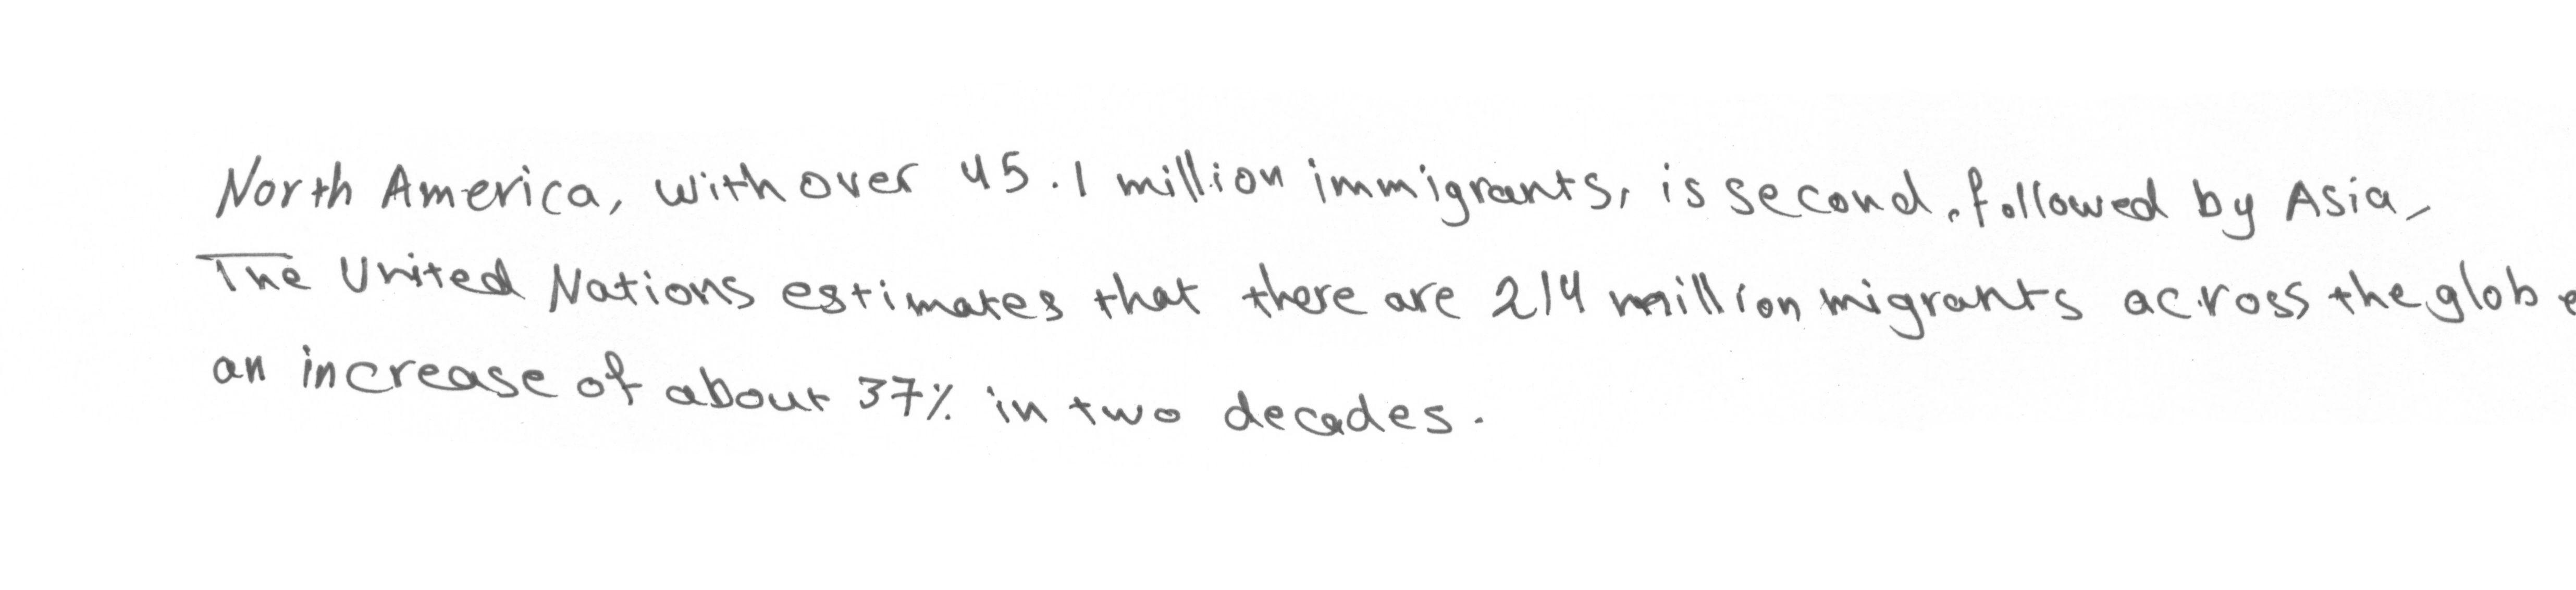 North America, with over 45.1 million immigrants, is second, followed by Asia,
The United Nations estimates that there are 214 million migrants across the globe
an increase of about 37% in two decades.